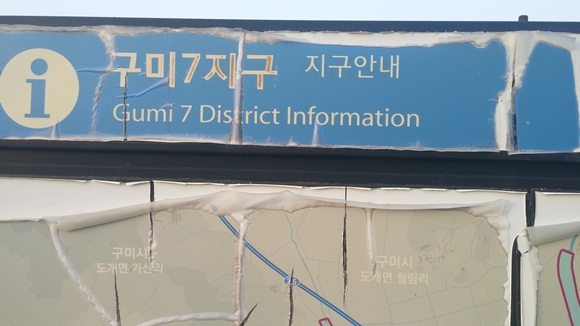 i
구미7지구 지구안내
Gumi 7 District Information
구미시
도개면 가산리
구미시
도개면 월림리
25